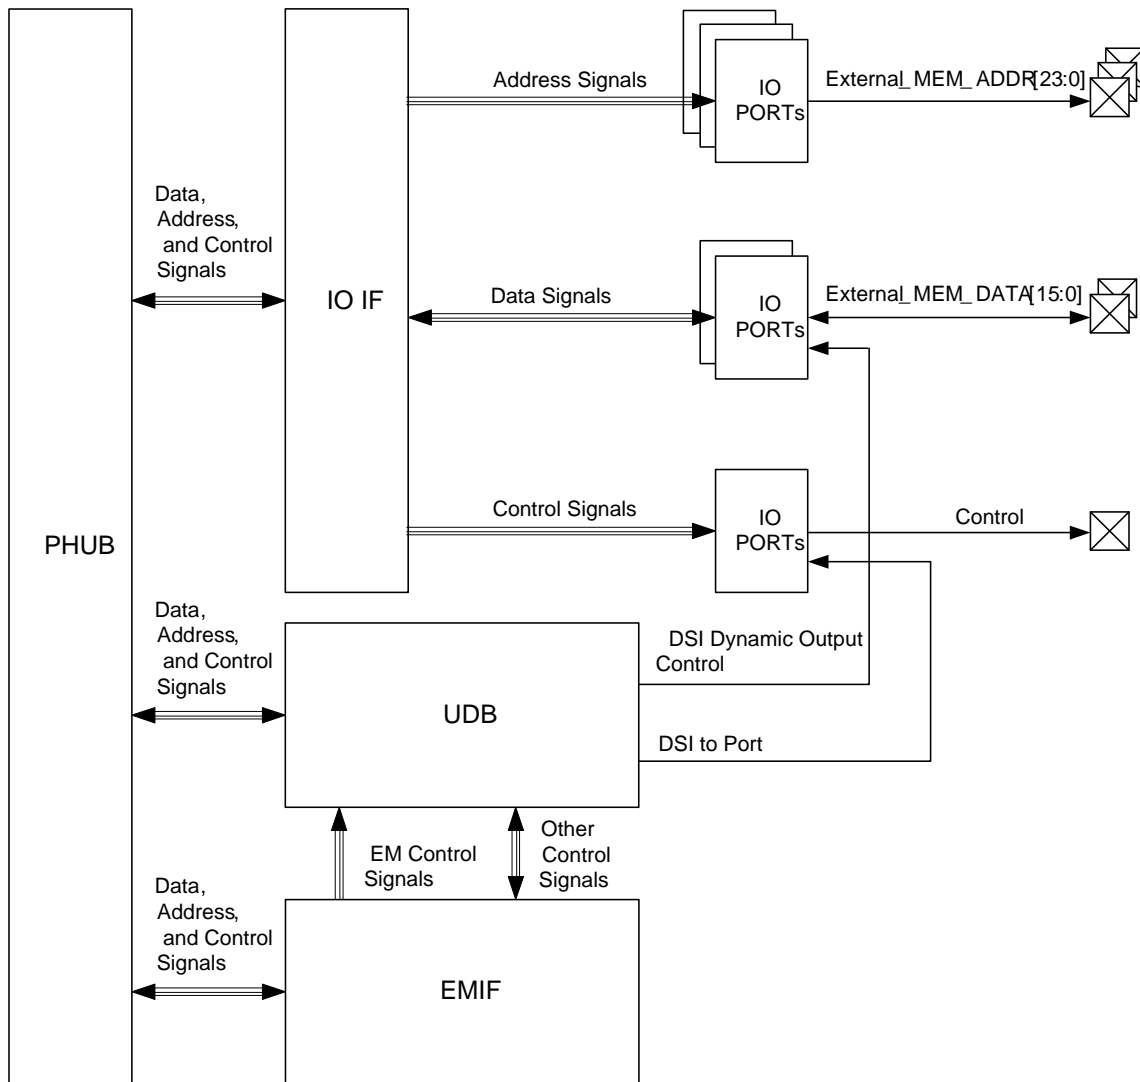 Address Signals
IO
PORTs
External_MEM_ADDR[23:0]
Data,
Address,
and Control
Signals
IO IF
Data Signals
IO
PORTs
External_MEM_DATA[15:0]
PHUB
Control Signals
IO
PORTs
Control
Data,
Address,
and Control
Signals
UDB
DSI Dynamic Output
Control
DSI to Port
EM Control
Signals
Other
Control
Signals
Data,
Address,
and Control
Signals
EMIF